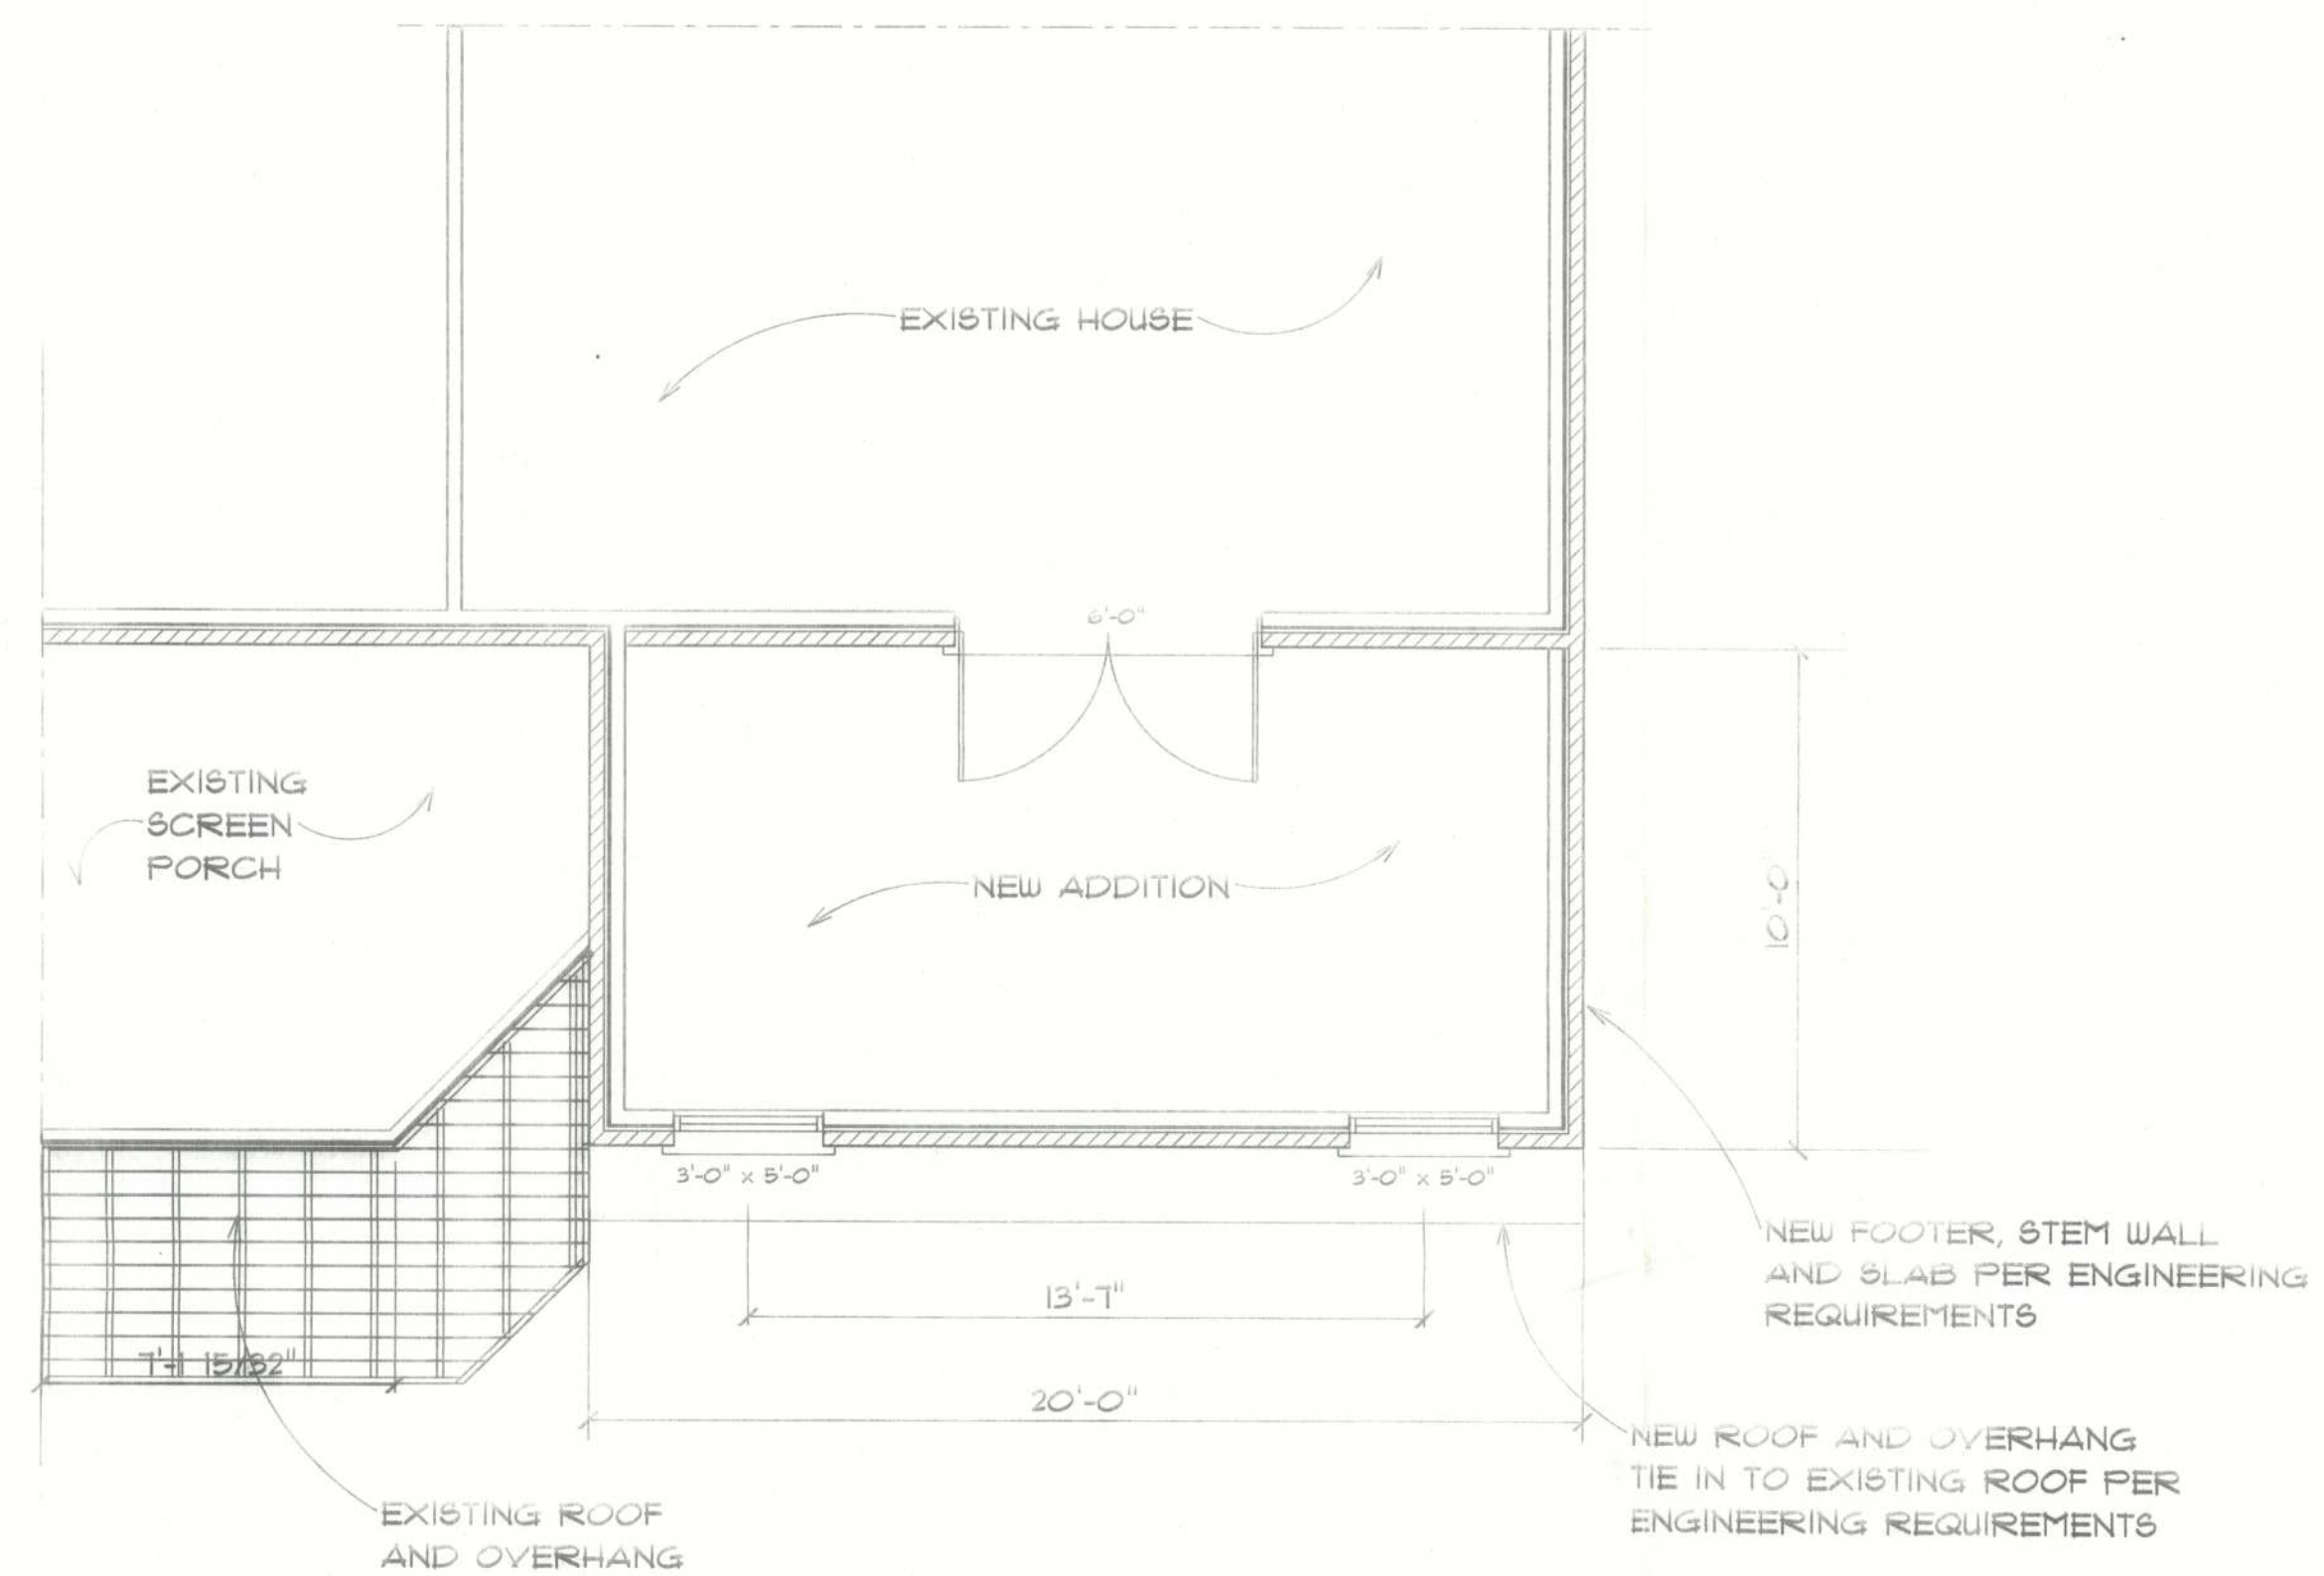 EXISTING HOUSE
6'-0"
EXISTING
SCREEN
PORCH
NEW ADDITION
10'-0"
3'-0" x 5'-0"
3'-0" x 5'-0"
NEW FOOTER, STEM WALL
AND SLAB PER ENGINEERING
REQUIREMENTS
13'-7"
7'-1 15/32"
20'-0"
NEW ROOF AND OVERHANG
TIE IN TO EXISTING ROOF PER
ENGINEERING REQUIREMENTS
EXISTING ROOF
AND OVERHANG